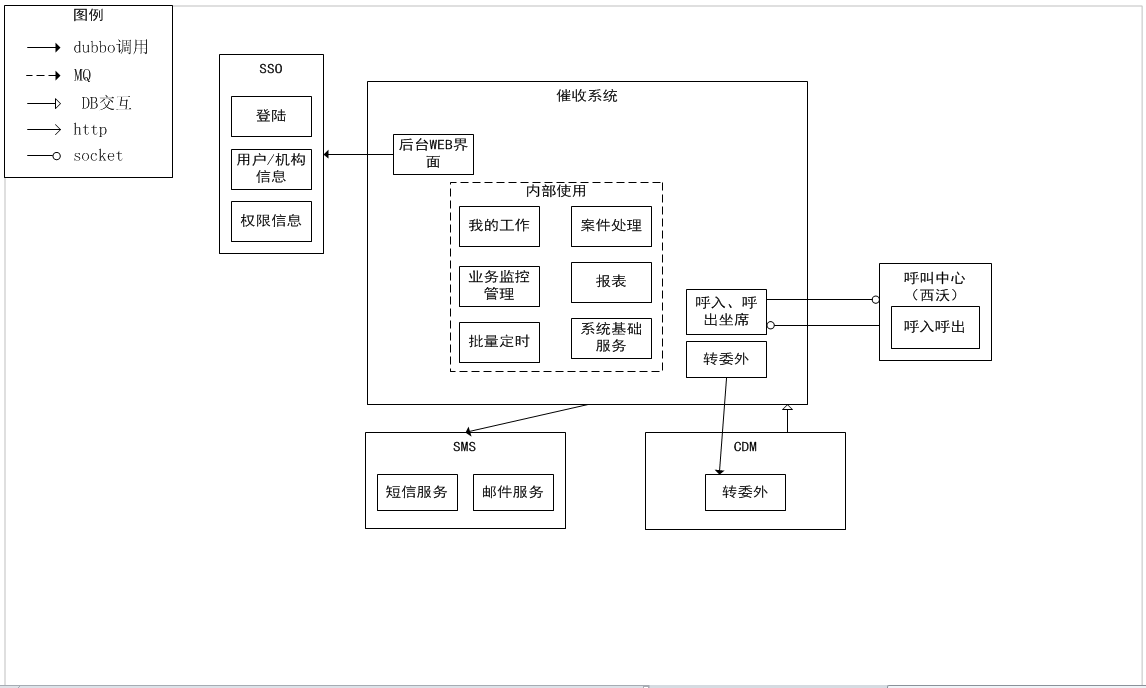 图例
dubbo调用
MQ
DB交互
http
socket
SSO
登陆
用户/机构
信息
权限信息
催收系统
后台WEB界
面
内部使用
我的工作
案件处理
业务监控
管理
报表
批量定时
系统基础
服务
呼入、呼
出坐席
转委外
呼叫中心
（西沃）
呼入呼出
SMS
短信服务
邮件服务
CDM
转委外